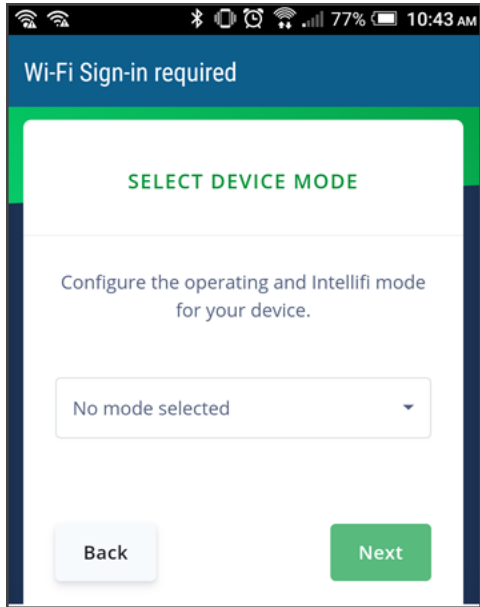 77% 10:43 AM
Wi-Fi Sign-in required
SELECT DEVICE MODE
Configure the operating and Intellifi mode
for your device.
No mode selected
Back
Next